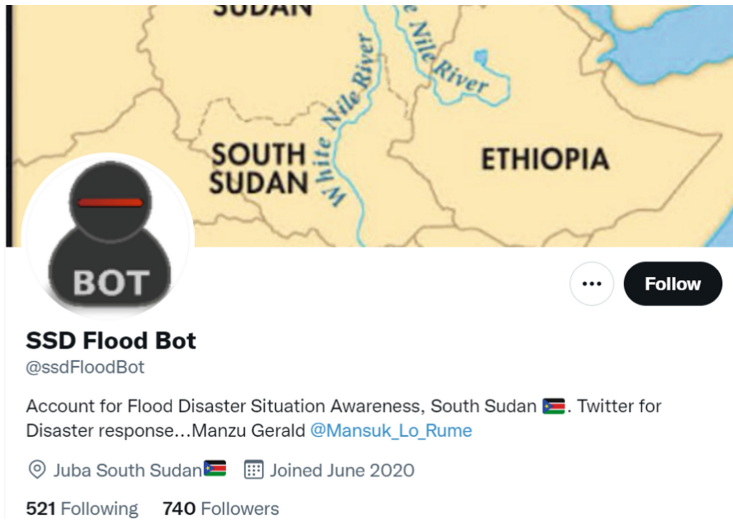 SUDAN
White Nile River
e Nile River
SOUTH
SUDAN
ETHIOPIA
BOT
Follow
SSD Flood Bot
@ssdFloodBot
Account for Flood Disaster Situation Awareness, South Sudan 🇸🇸. Twitter for
Disaster response...Manzu Gerald @Mansuk_Lo_Rume
Juba South Sudan🇸🇸 Joined June 2020
521 Following 740 Followers